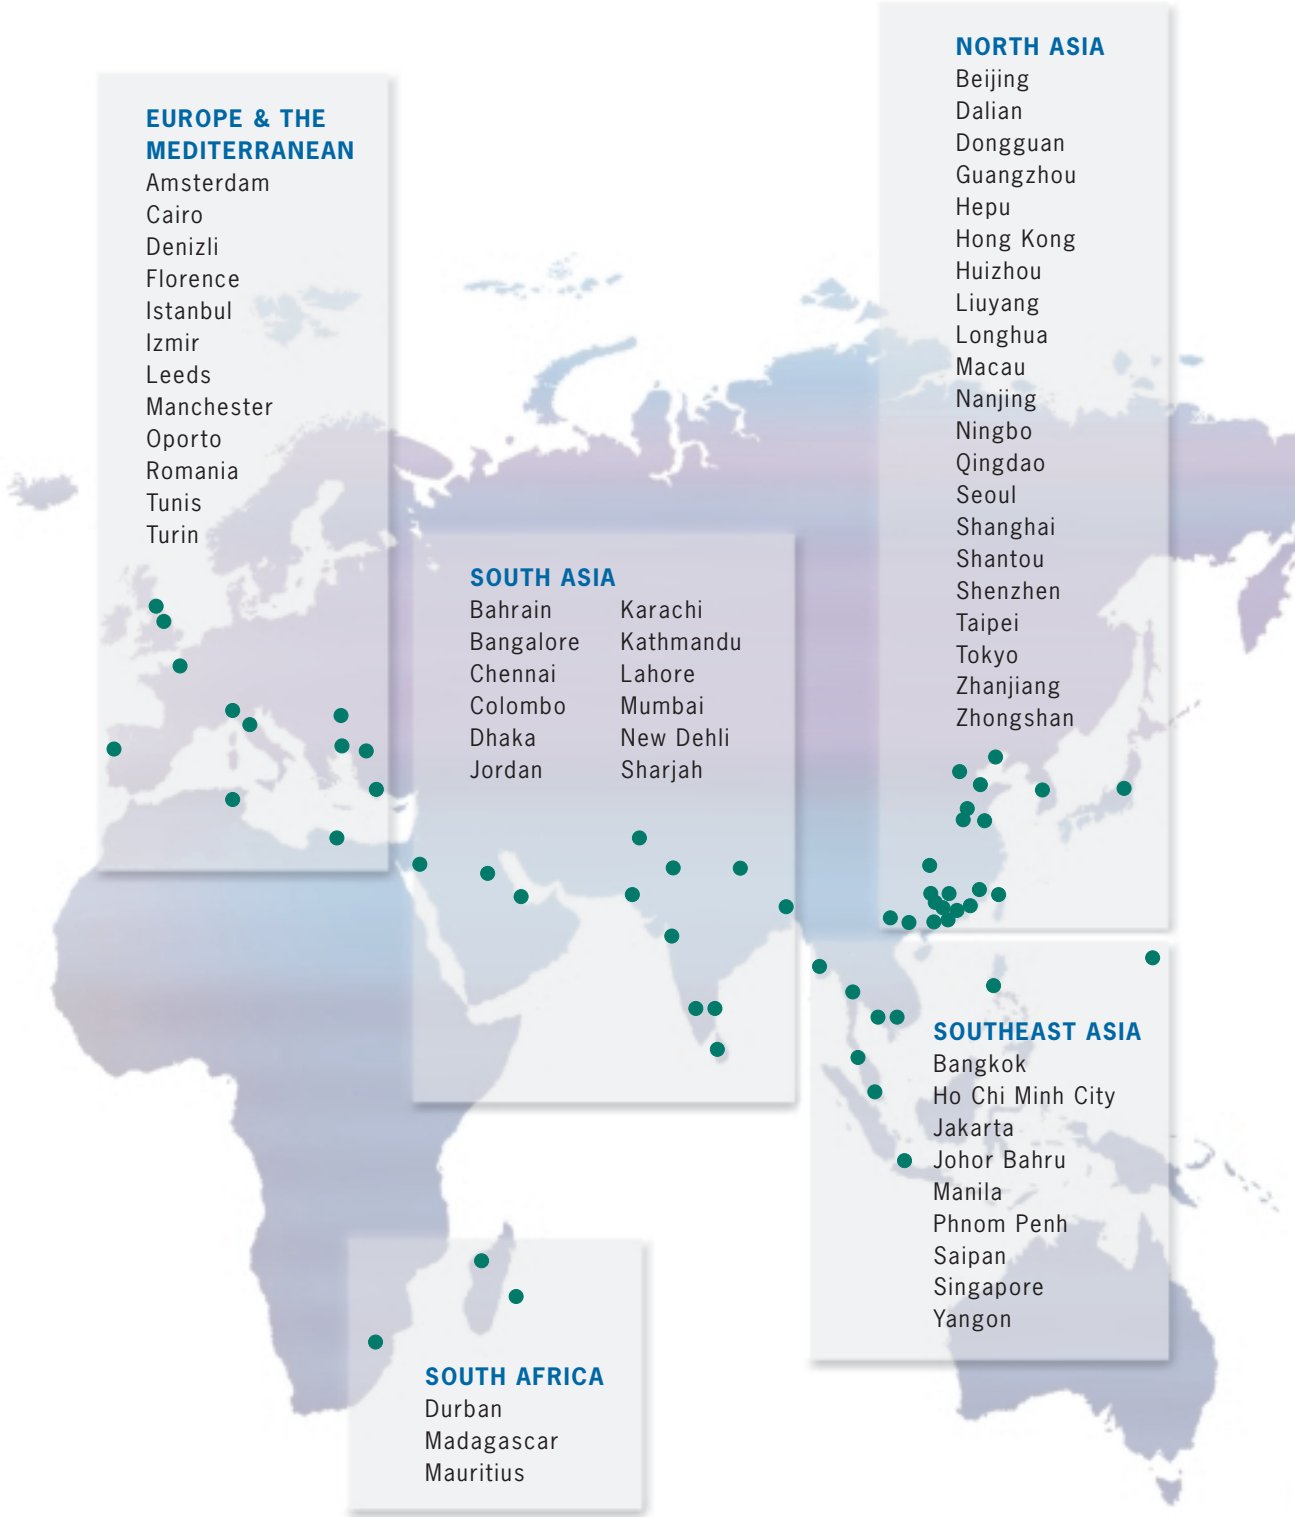 EUROPE & THE
MEDITERRANEAN
Amsterdam
Cairo
Denizli
Florence
Istanbul
Izmir
Leeds
Manchester
Oporto
Romania
Tunis
Turin
SOUTH ASIA
Bahrain
Bangalore
Chennai
Colombo
Dhaka
Jordan
Karachi
Kathmandu
Lahore
Mumbai
New Dehli
Sharjah
NORTH ASIA
Beijing
Dalian
Dongguan
Guangzhou
Hepu
Hong Kong
Huizhou
Liuyang
Longhua
Macau
Nanjing
Ningbo
Qingdao
Seoul
Shanghai
Shantou
Shenzhen
Taipei
Tokyo
Zhanjiang
Zhongshan
SOUTHEAST ASIA
Bangkok
Ho Chi Minh City
Jakarta
Johor Bahru
Manila
Phnom Penh
Saipan
Singapore
Yangon
SOUTH AFRICA
Durban
Madagascar
Mauritius